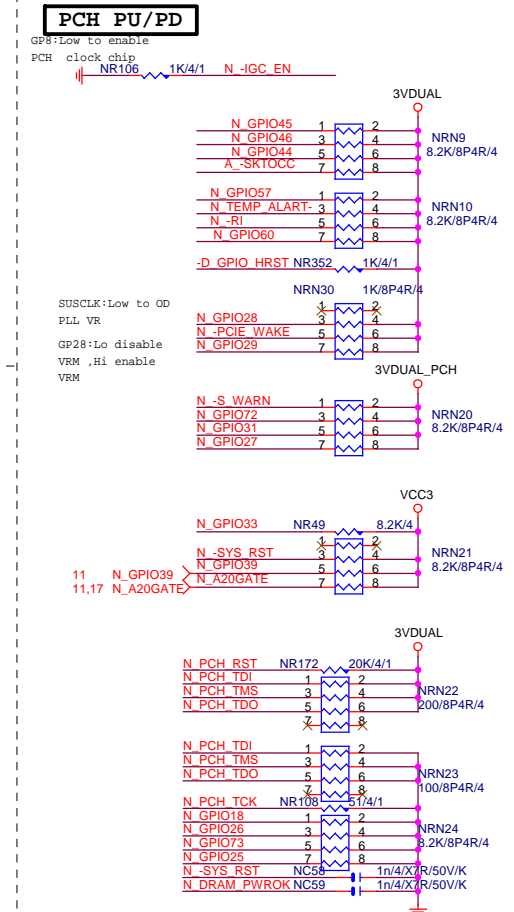 PCH PU/PD
GP8:Low to enable
PCH clock chip
NR106 1K/4/1 N_-IGC_EN
3VDUAL
N_GPIO45 1 2
N_GPIO46 3 4 NRN9
N_GPIO44 5 6 8.2K/8P4R/4
A_-SKTOCC 7 8
N_GPIO57 1 2
N_TEMP_ALART- 3 4 NRN10
N_-RI 5 6 8.2K/8P4R/4
N_GPIO60 7 8
-D_GPIO_HRST NR352 1K/4/1
NRN30 1K/8P4R/4
SUSCLK:Low to OD
PLL VR
1 2
N_GPIO28 3 4
GP28:Lo disable
VRM ,Hi enable
VRM
N_-PCIE_WAKE 5 6
N_GPIO29 7 8
3VDUAL_PCH
N_-S_WARN 1 2
N_GPIO72 3 4 NRN20
N_GPIO31 5 6 8.2K/8P4R/4
N_GPIO27 7 8
VCC3
N_GPIO33 NR49 8.2K/4
1 2
N_-SYS_RST 3 4 NRN21
11 N_GPIO39 N_GPIO39 5 6 8.2K/8P4R/4
11,17 N_A20GATE N_A20GATE 7 8
3VDUAL
N_PCH_RST NR172 20K/4/1
N_PCH_TDI 1 2
N_PCH_TMS 3 4 NRN22
N_PCH_TDO 5 6 200/8P4R/4
7 8
N_PCH_TDI 1 2
N_PCH_TMS 3 4 NRN23
N_PCH_TDO 5 6 100/8P4R/4
7 8
N_PCH_TCK NR108 51/4/1
N_GPIO18 1 2
N_GPIO26 3 4 NRN24
N_GPIO73 5 6 8.2K/8P4R/4
N_GPIO25 7 8
N_-SYS_RST NC58 1n/4/X7R/50V/K
N_DRAM_PWROK NC59 1n/4/X7R/50V/K